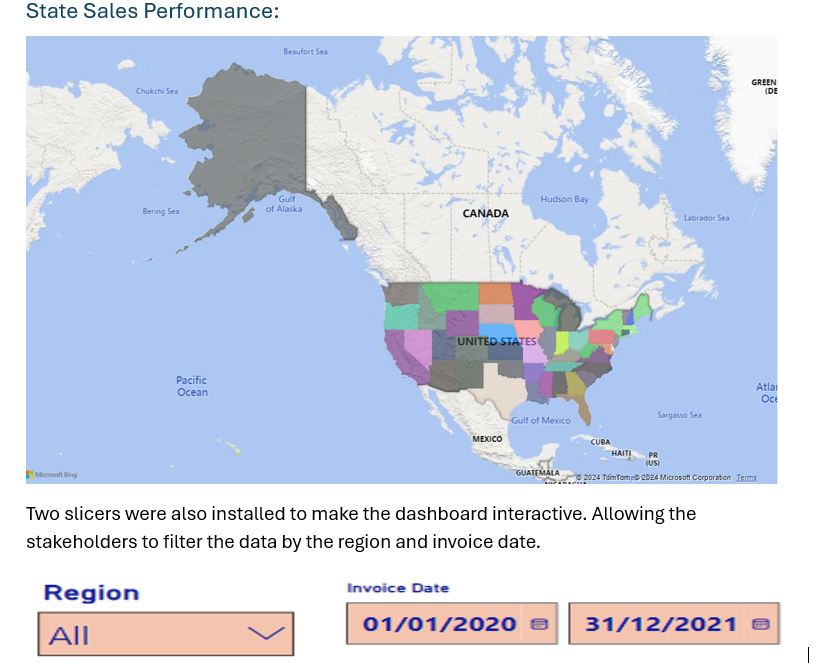 State Sales Performance:
Beaufort Sea
Chukchi Sea
GREEN
(DE
Gulf
of Alaska
Hudson Bay
Bering Sea
CANADA
Labrador Sea
UNITED STATES
Pacific
Ocean
Atla
Oce
Sargasso Sea
Gulf of Mexico
MEXICO
CUBA
HAITI
PR
(US)
GUATEMALA
Microsoft Bing
© 2024 TomTom © 2024 Microsoft Corporation Terms
Two slicers were also installed to make the dashboard interactive. Allowing the
stakeholders to filter the data by the region and invoice date.
Region
Invoice Date
All
01/01/2020
31/12/2021